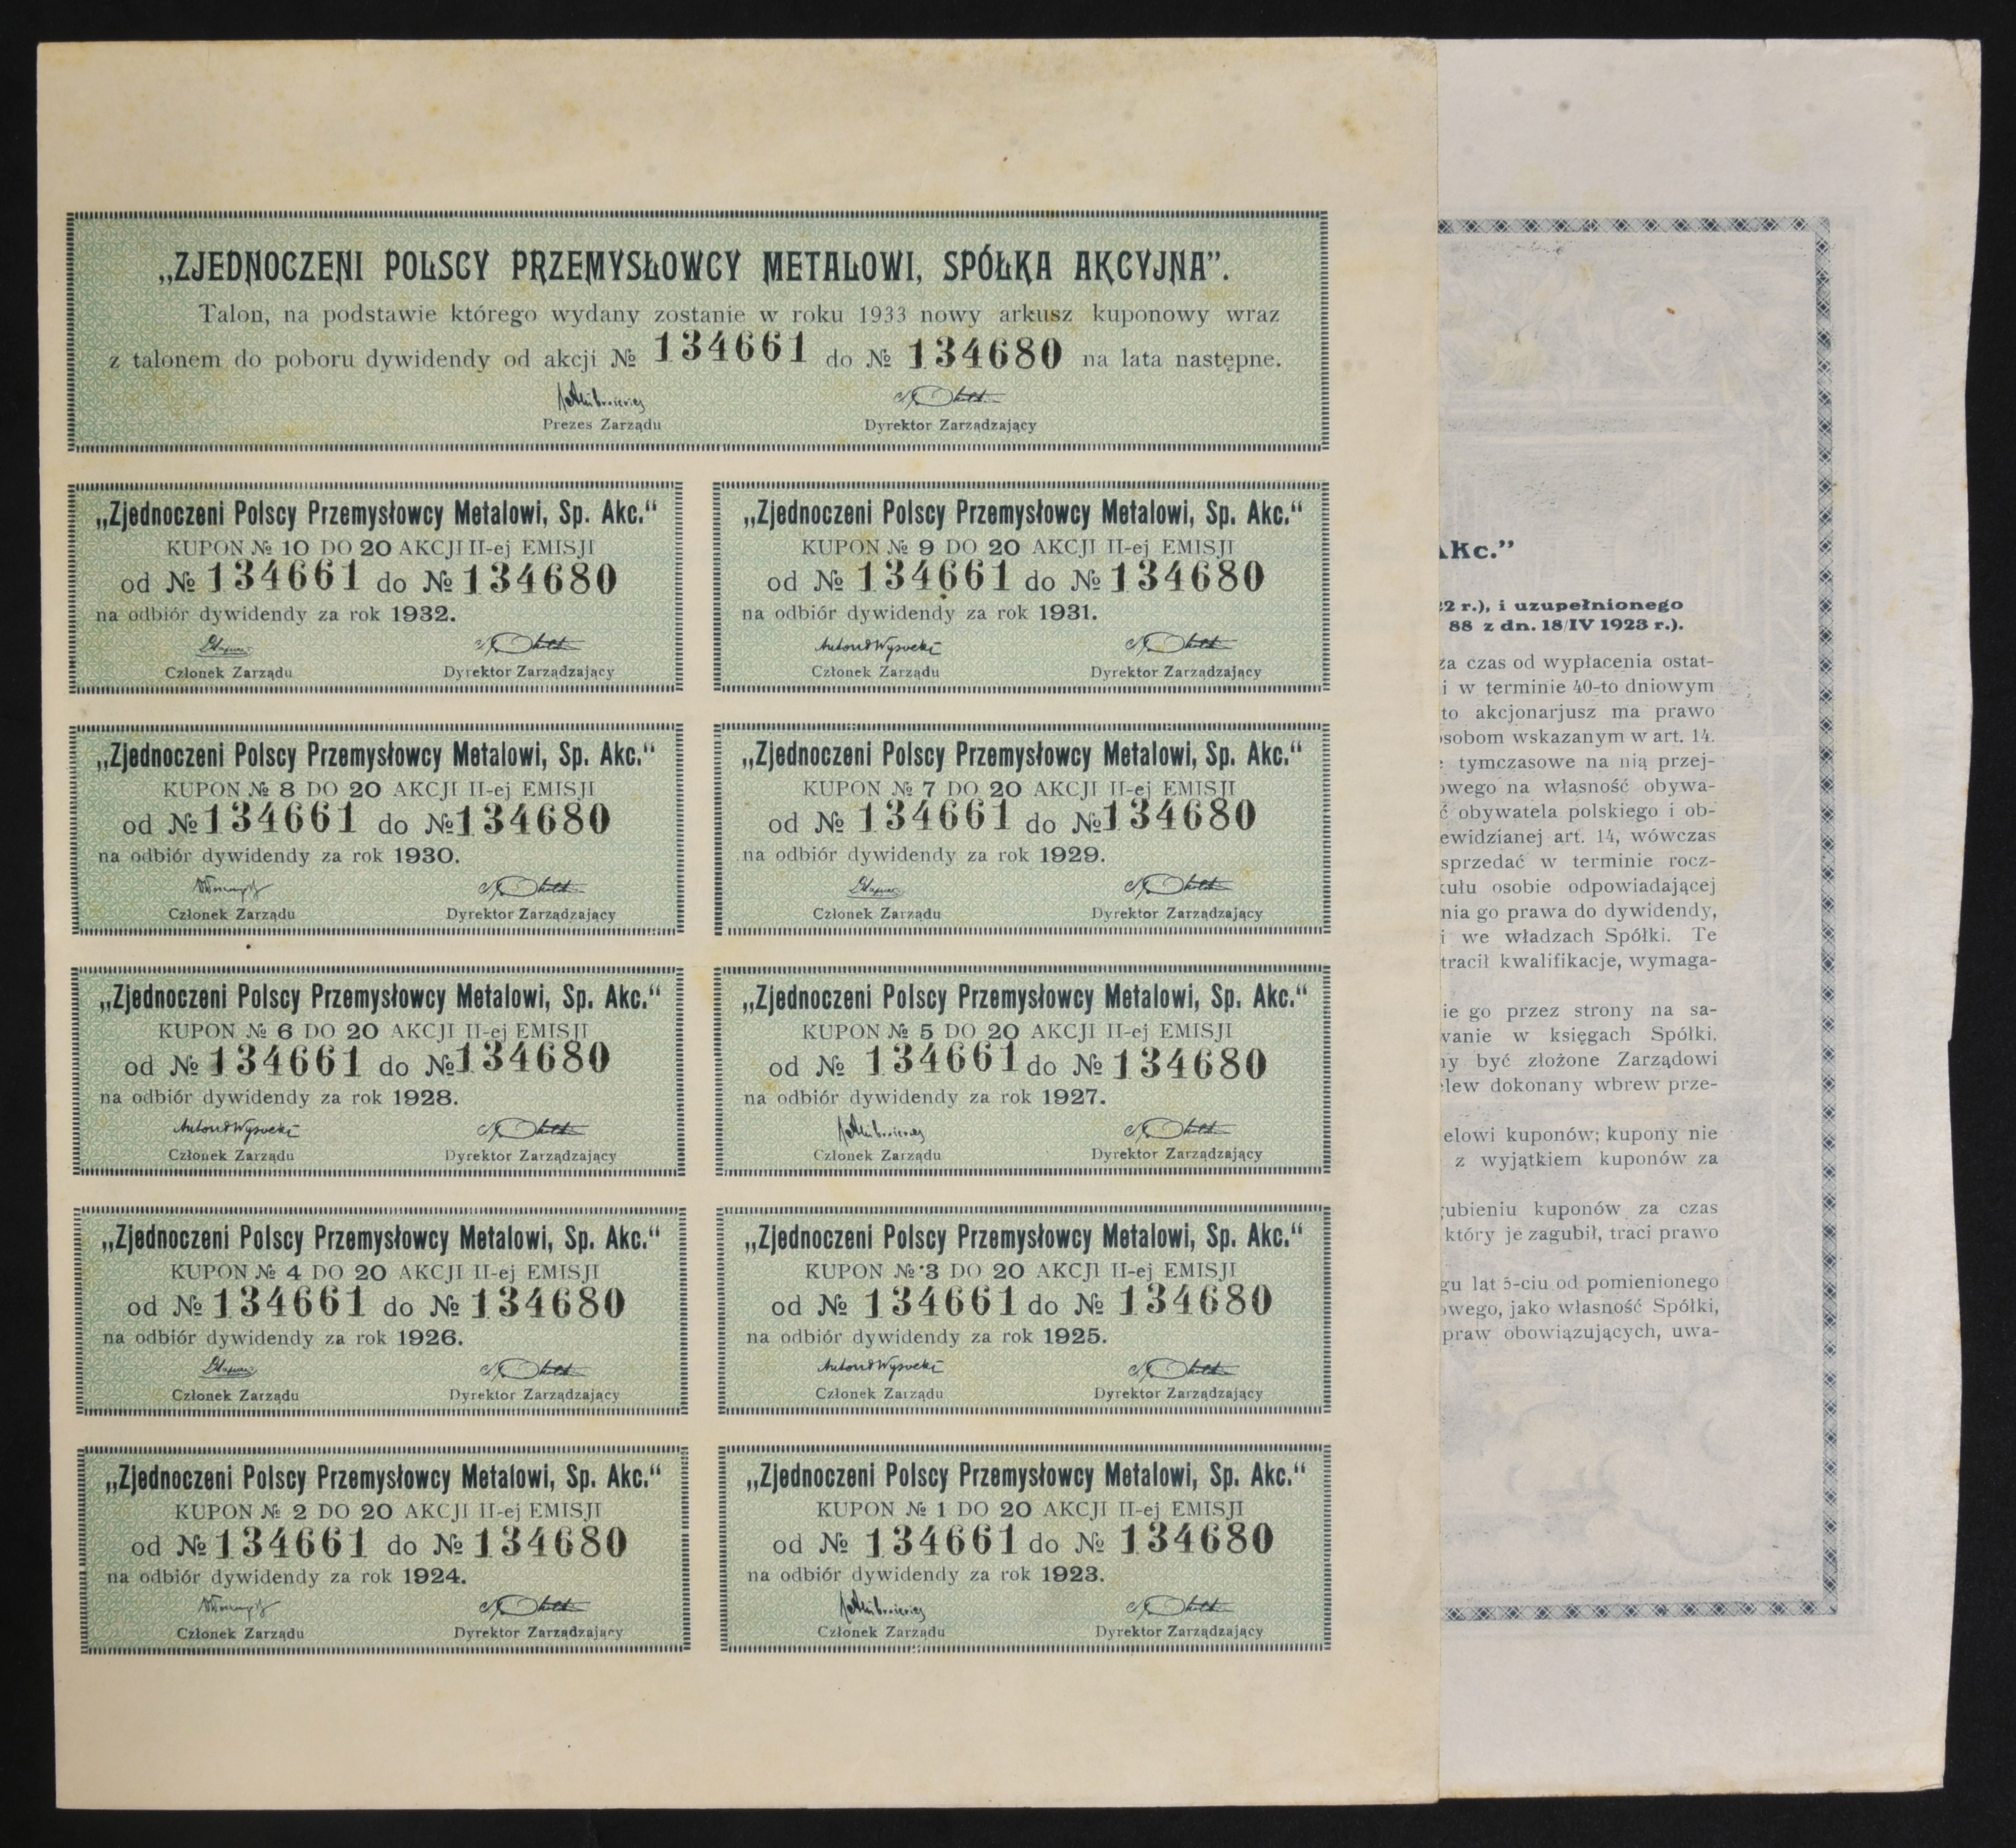 „ZJEDNOCZENI POLSCY PRZEMYSŁOWCY METALOWI, SPÓŁKA AKCYJNA”.
Talon, na podstawie którego wydany zostanie w roku 1933 nowy arkusz kuponowy wraz
z talonem do poboru dywidendy od akcji № 134661 do № 134680 na lata następne.
Prezes Zarządu Dyrektor Zarządzający
„Zjednoczeni Polscy Przemysłowcy Metalowi, Sp. Akc.“
KUPON № 10 DO 20 AKCJI II-ej EMISJI
od № 134661 do № 134680
na odbiór dywidendy za rok 1932.
Członek Zarządu Dyrektor Zarządzający
„Zjednoczeni Polscy Przemysłowcy Metalowi, Sp. Akc.“
KUPON № 9 DO 20 AKCJI II-ej EMISJI
od № 134661 do № 134680
na odbiór dywidendy za rok 1931.
Antoni Wysocki
Członek Zarządu Dyrektor Zarządzający
„Zjednoczeni Polscy Przemysłowcy Metalowi, Sp. Akc.“
KUPON № 8 DO 20 AKCJI II-ej EMISJI
od № 134661 do № 134680
na odbiór dywidendy za rok 1930.
Członek Zarządu Dyrektor Zarządzający
„Zjednoczeni Polscy Przemysłowcy Metalowi, Sp. Akc.“
KUPON № 7 DO 20 AKCJI II-ej EMISJI
od № 134661 do № 134680
na odbiór dywidendy za rok 1929.
Członek Zarządu Dyrektor Zarządzający
„Zjednoczeni Polscy Przemysłowcy Metalowi, Sp. Akc.“
KUPON № 6 DO 20 AKCJI II-ej EMISJI
od № 134661 do № 134680
na odbiór dywidendy za rok 1928.
Antoni Wysocki
Członek Zarządu Dyrektor Zarządzający
„Zjednoczeni Polscy Przemysłowcy Metalowi, Sp. Akc.“
KUPON № 5 DO 20 AKCJI II-ej EMISJI
od № 134661 do № 134680
na odbiór dywidendy za rok 1927.
Członek Zarządu Dyrektor Zarządzający
„Zjednoczeni Polscy Przemysłowcy Metalowi, Sp. Akc.“
KUPON № 4 DO 20 AKCJI II-ej EMISJI
od № 134661 do № 134680
na odbiór dywidendy za rok 1926.
Członek Zarządu Dyrektor Zarządzający
„Zjednoczeni Polscy Przemysłowcy Metalowi, Sp. Akc.“
KUPON № 3 DO 20 AKCJI II-ej EMISJI
od № 134661 do № 134680
na odbiór dywidendy za rok 1925.
Antoni Wysocki
Członek Zarządu Dyrektor Zarządzający
„Zjednoczeni Polscy Przemysłowcy Metalowi, Sp. Akc.“
KUPON № 2 DO 20 AKCJI II-ej EMISJI
od № 134661 do № 134680
na odbiór dywidendy za rok 1924.
Członek Zarządu Dyrektor Zarządzający
„Zjednoczeni Polscy Przemysłowcy Metalowi, Sp. Akc.“
KUPON № 1 DO 20 AKCJI II-ej EMISJI
od № 134661 do № 134680
na odbiór dywidendy za rok 1923.
Członek Zarządu Dyrektor Zarządzający
Akc.”
22 r.), i uzupełnionego
88 z dn. 18/IV 1923 r.).
za czas od wypłacenia ostat-
i w terminie 40-to dniowym
to akcjonarjusz ma prawo
osobom wskazanym w art. 14.
tymczasowe na nią przej-
owego na własność obywa-
ć obywatela polskiego i ob-
ewidzianej art. 14, wówczas
sprzedać w terminie rocz-
kułu osobie odpowiadającej
nia go prawa do dywidendy,
i we władzach Spółki. Te
tracił kwalifikacje, wymaga-
ie go przez strony na sa-
wanie w księgach Spółki.
ny być złożone Zarządowi
elew dokonany wbrew prze-
elowi kuponów; kupony nie
z wyjątkiem kuponów za
ubieniu kuponów za czas
który je zagubił, traci prawo
gu lat 5-ciu od pomienionego
owego, jako własność Spółki,
praw obowiązujących, uwa-